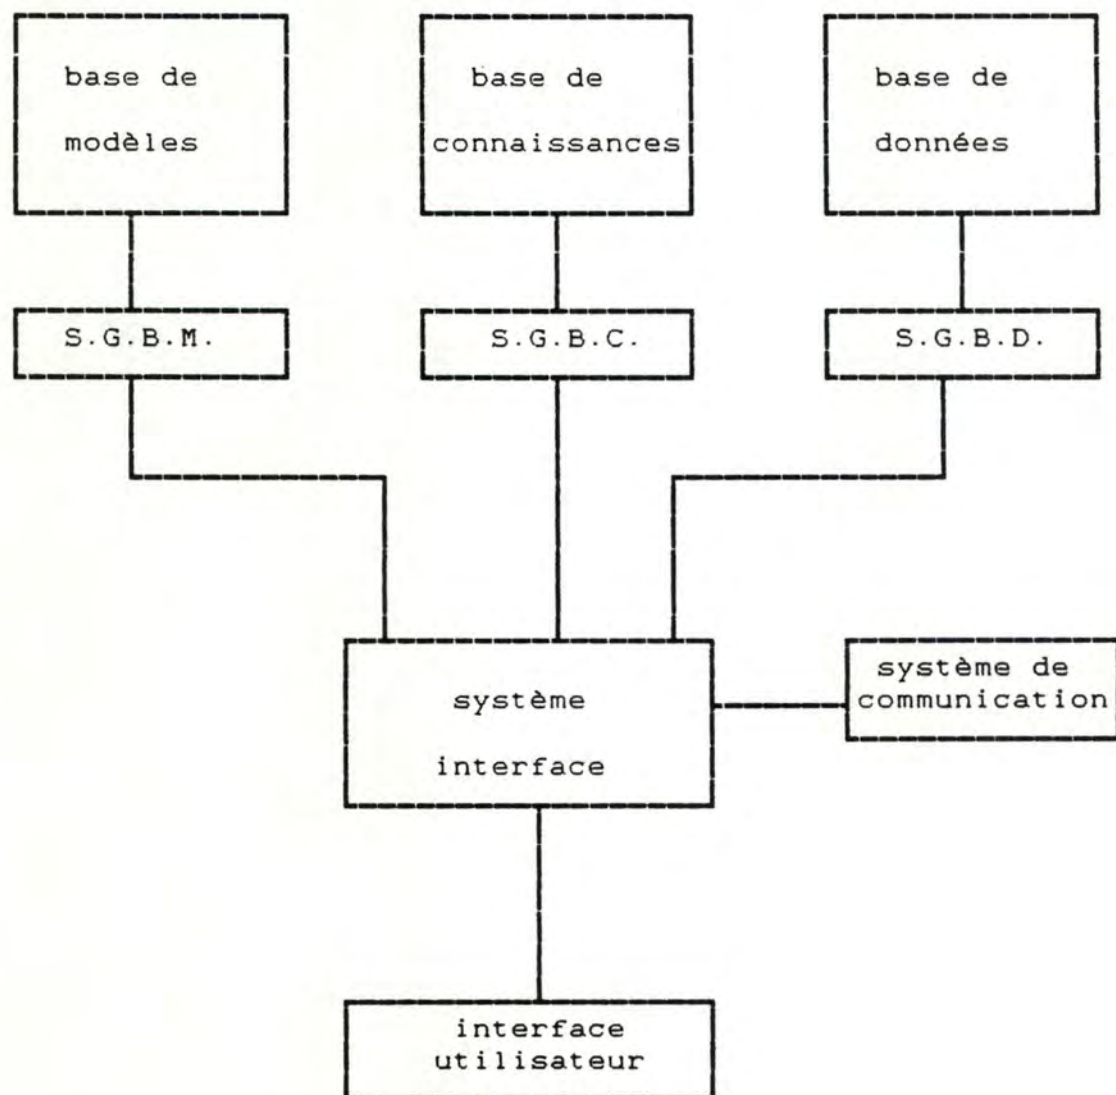 base de
modèles
base de
connaissances
base de
données
S.G.B.M.
S.G.B.C.
S.G.B.D.
système
interface
système de
communication
interface
utilisateur